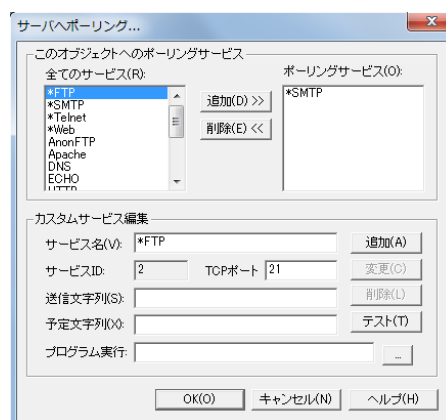 サーバへポーリング...
このオブジェクトへのポーリングサービス
全てのサービス(R):
ポーリングサービス(O):
*FTP
*SMTP
*Telnet
*Web
AnonFTP
Apache
DNS
ECHO
HTTP
追加(D) >>
削除(E) <<
*SMTP
カスタムサービス編集
サービス名(V): *FTP 追加(A)
サービスID: 2 TCPポート 21 変更(C)
送信文字列(S): 削除(L)
予定文字列(X): テスト(T)
プログラム実行: ...
OK(O) キャンセル(N) ヘルプ(H)